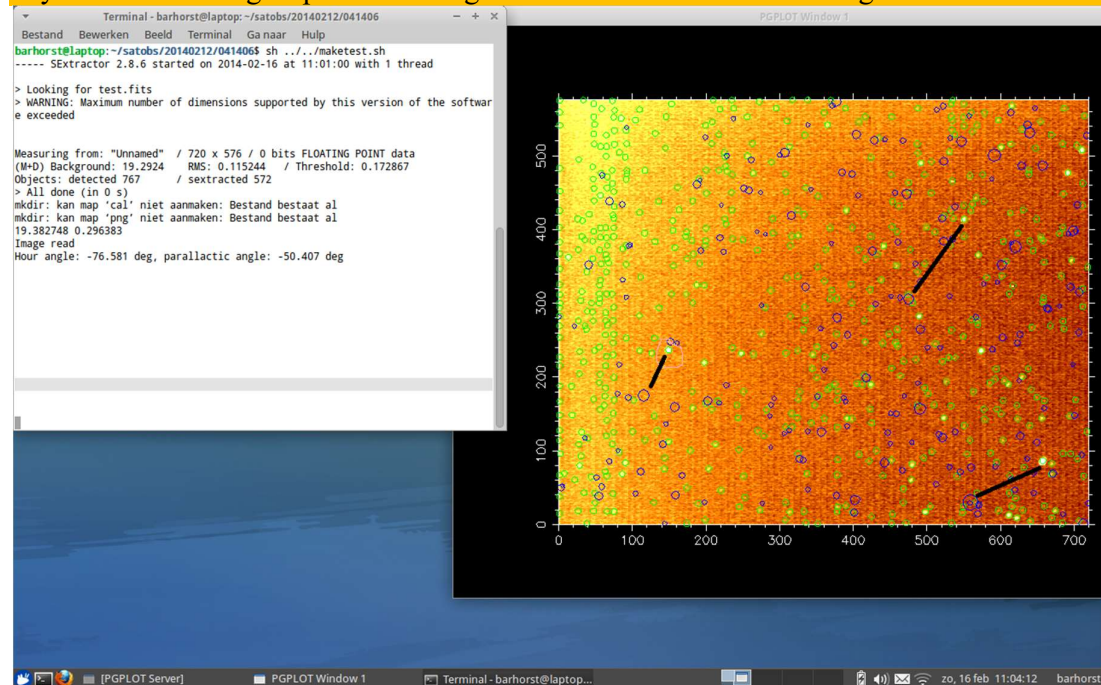 Terminal - barhorst@laptop: ~/satobs/20140212/041406
Bestand Bewerken Beeld Terminal Ga naar Hulp
barhorst@laptop:~/satobs/20140212/041406$ sh ../../maketest.sh
----- SExtractor 2.8.6 started on 2014-02-16 at 11:01:00 with 1 thread
> Looking for test.fits
> WARNING: Maximum number of dimensions supported by this version of the softwar
e exceeded
Measuring from: "Unnamed" / 720 x 576 / 0 bits FLOATING POINT data
(M+D) Background: 19.2924 RMS: 0.115244 / Threshold: 0.172867
Objects: detected 767 / sextracted 572
> All done (in 0 s)
mkdir: kan map ‘cal’ niet aanmaken: Bestand bestaat al
mkdir: kan map ‘png’ niet aanmaken: Bestand bestaat al
19.382748 0.296383
Image read
Hour angle: -76.581 deg, parallactic angle: -50.407 deg
PGPLOT Window 1
500
400
300
200
100
0
0 100 200 300 400 500 600 700
[PGPLOT Server]
PGPLOT Window 1
Terminal - barhorst@laptop...
zo, 16 feb 11:04:12
barhorst